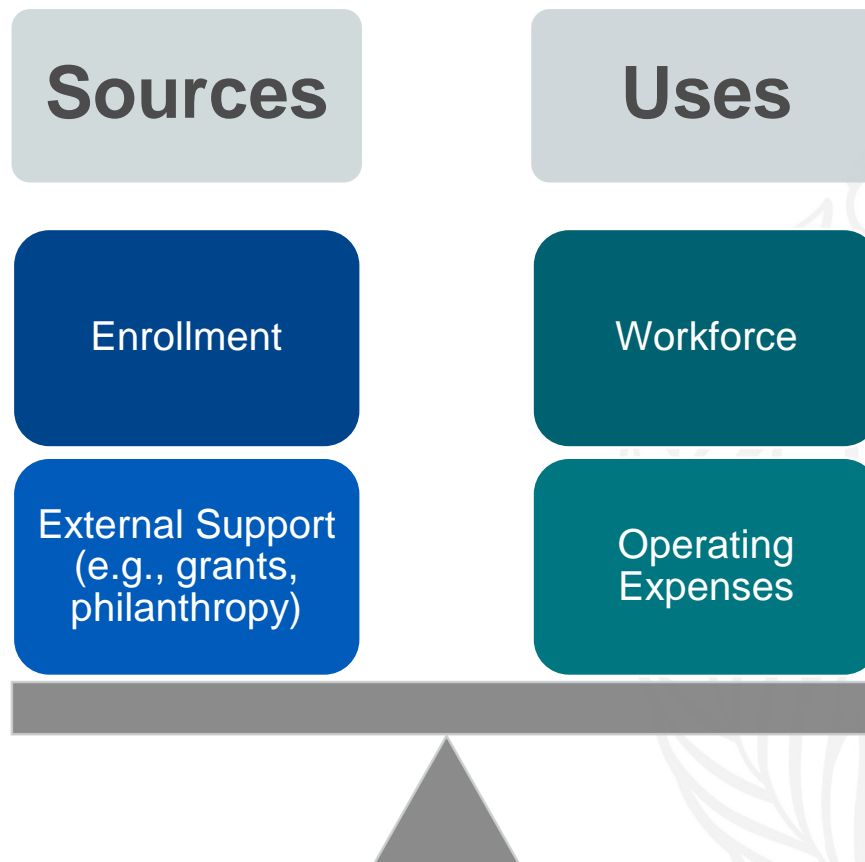 Sources
Uses
Enrollment
Workforce
External Support
(e.g., grants,
philanthropy)
Operating
Expenses